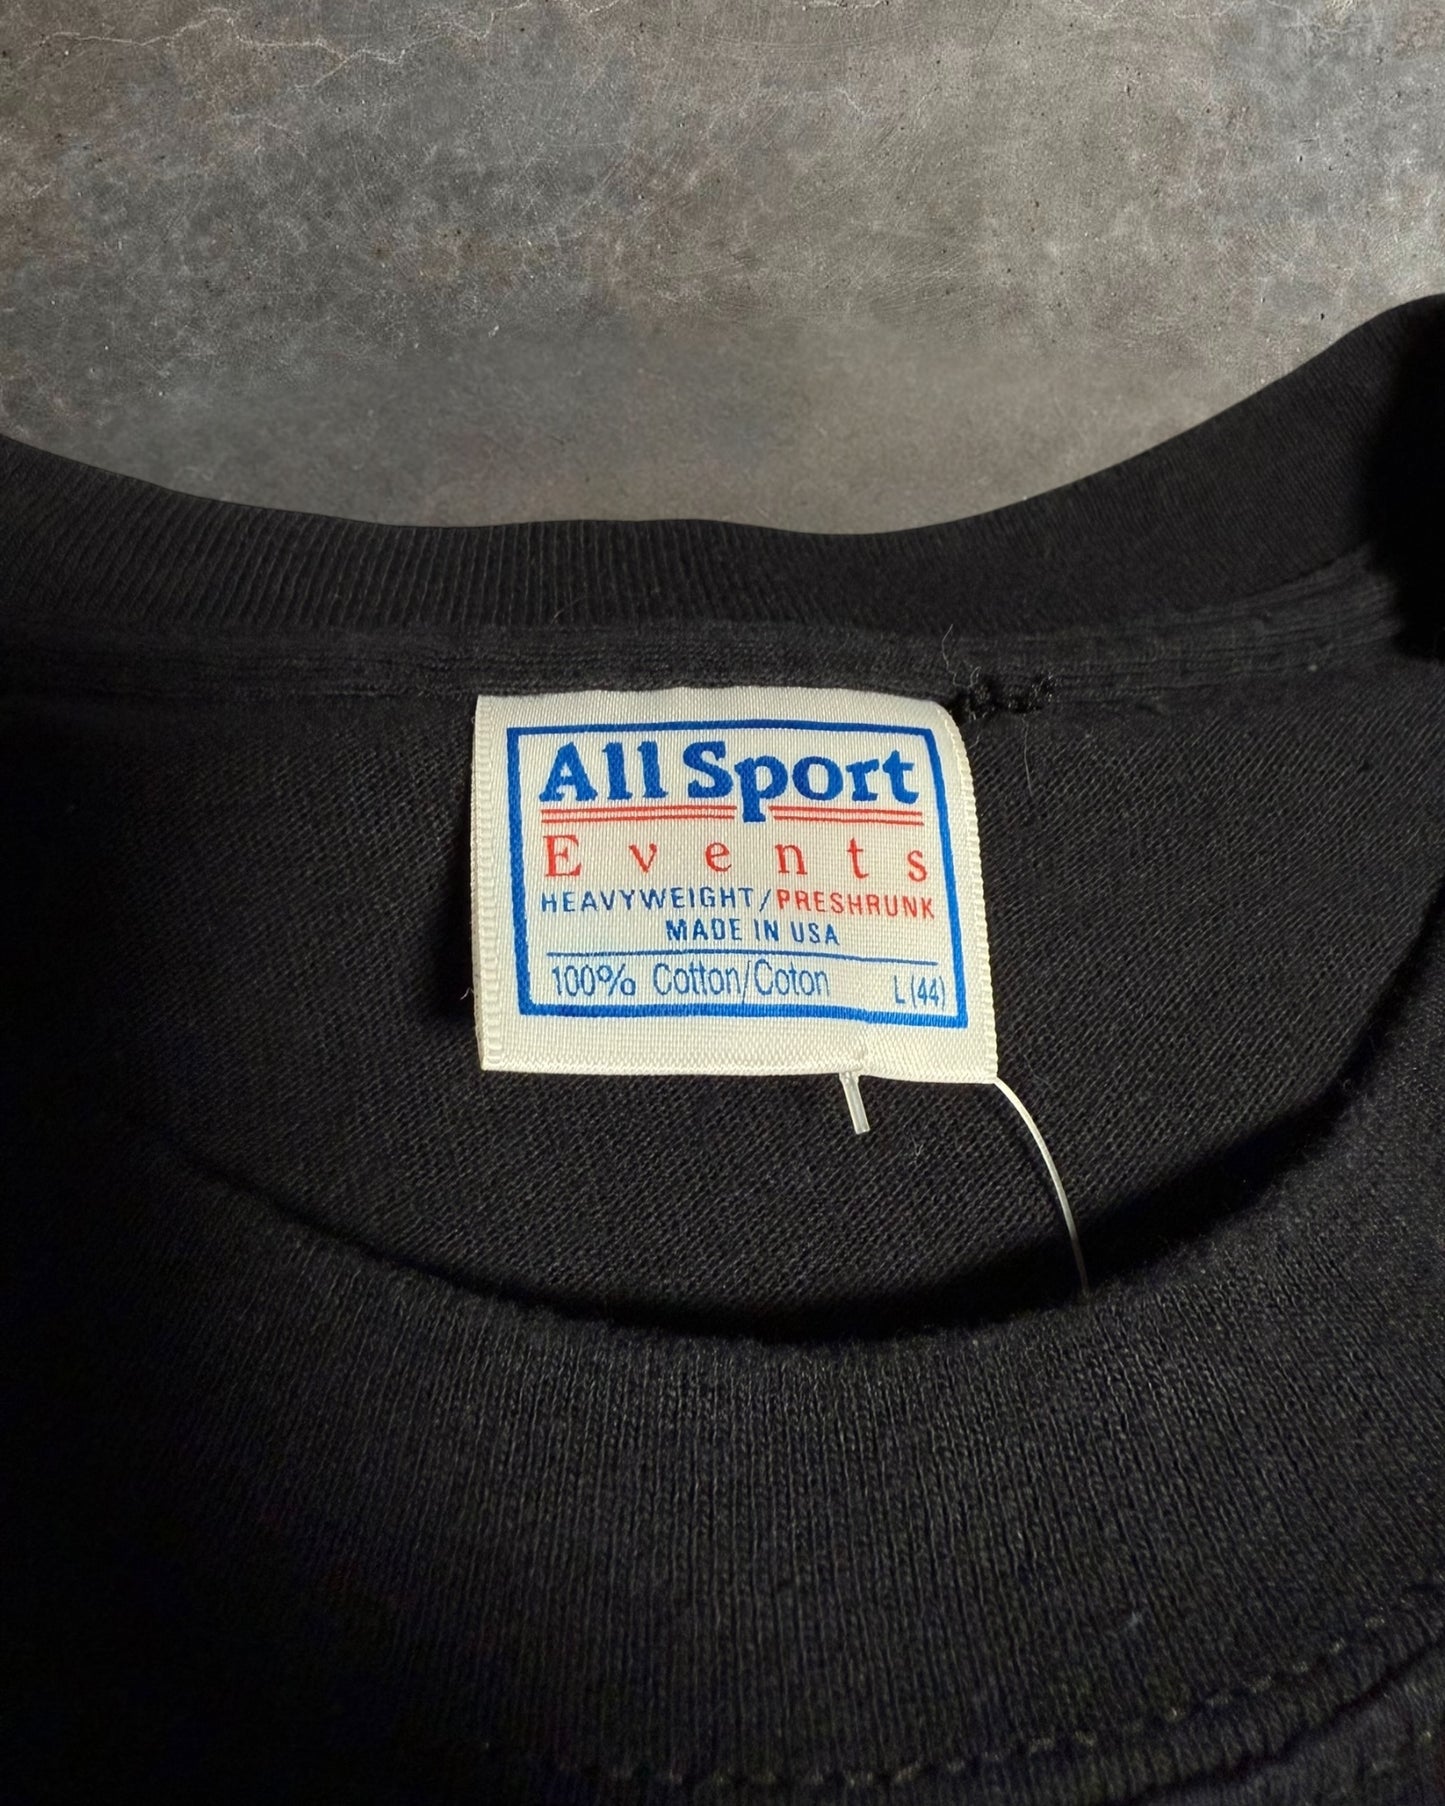 All Sport
Events
HEAVYWEIGHT/PRESHRUNK
MADE IN USA
100% Cotton/Coton L (44)